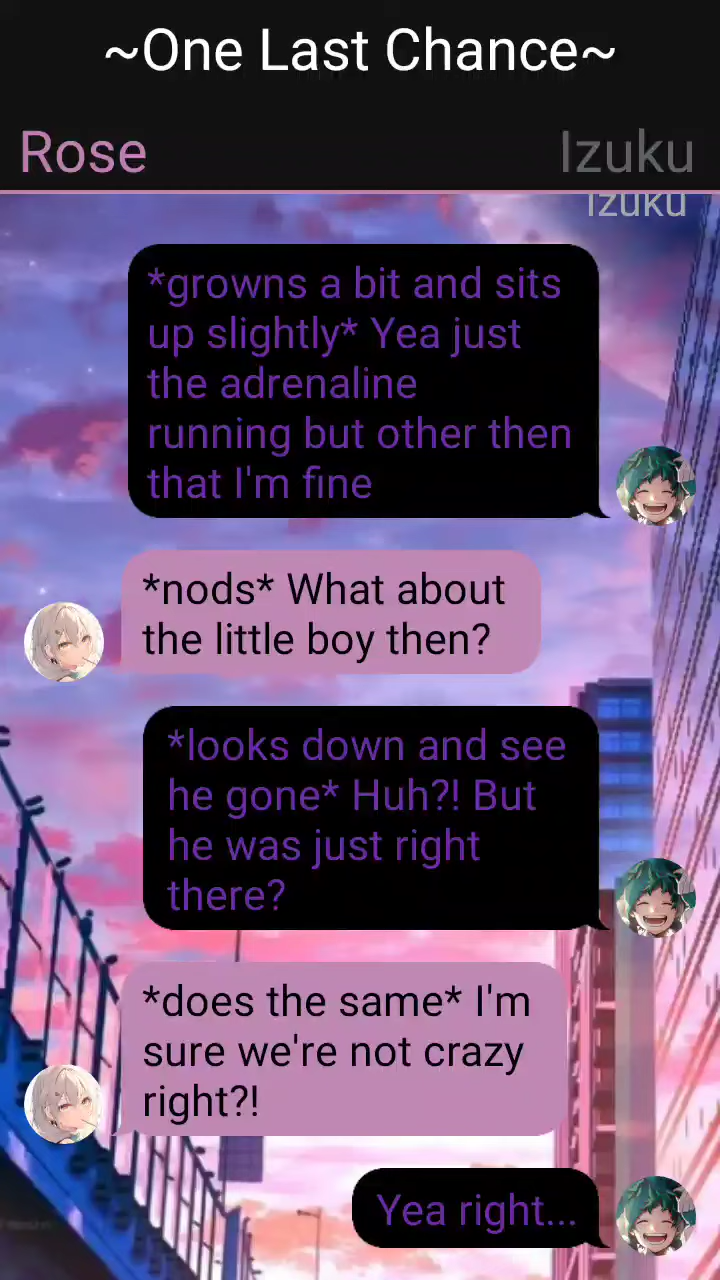 ~One Last Chance~
Rose
Izuku
Izuku
*growns a bit and sits
up slightly* Yea just
the adrenaline
running but other then
that I'm fine
*nods* What about
the little boy then?
*looks down and see
he gone* Huh?! But
he was just right
there?
*does the same* I'm
sure we're not crazy
right?!
Yea right...